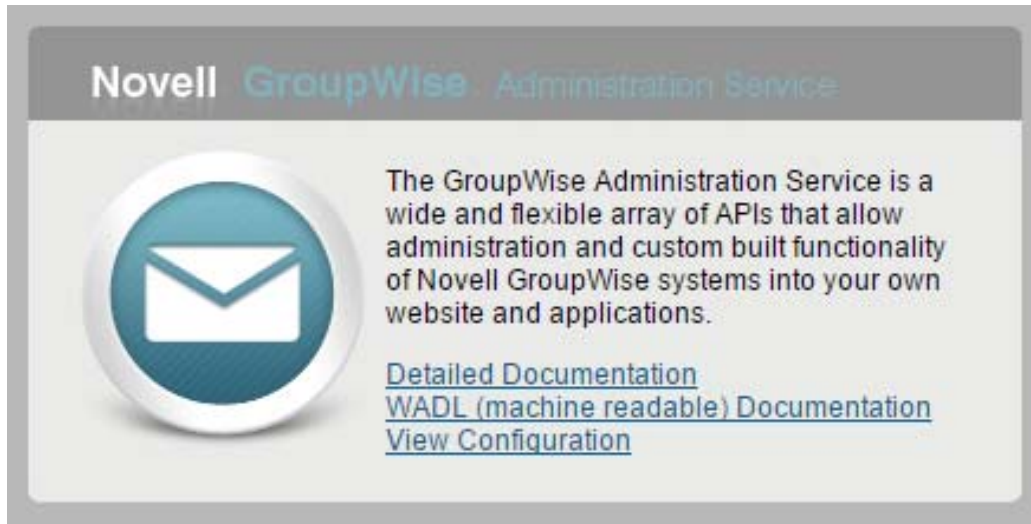 Novell GroupWise Administration Service
The GroupWise Administration Service is a
wide and flexible array of APIs that allow
administration and custom built functionality
of Novell GroupWise systems into your own
website and applications.
Detailed Documentation
WADL (machine readable) Documentation
View Configuration